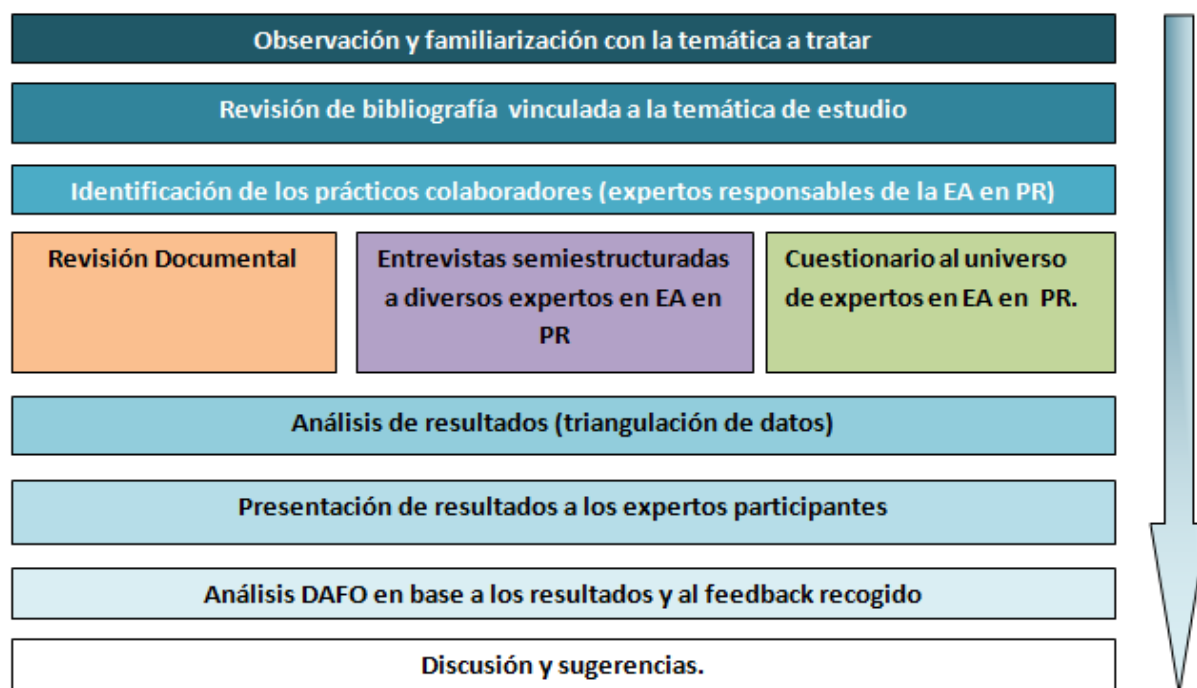 Observación y familiarización con la temática a tratar
Revisión de bibliografía vinculada a la temática de estudio
Identificación de los prácticos colaboradores (expertos responsables de la EA en PR)
Revisión Documental
Entrevistas semiestructuradas
a diversos expertos en EA en
PR
Cuestionario al universo
de expertos en EA en PR.
Análisis de resultados (triangulación de datos)
Presentación de resultados a los expertos participantes
Análisis DAFO en base a los resultados y al feedback recogido
Discusión y sugerencias.